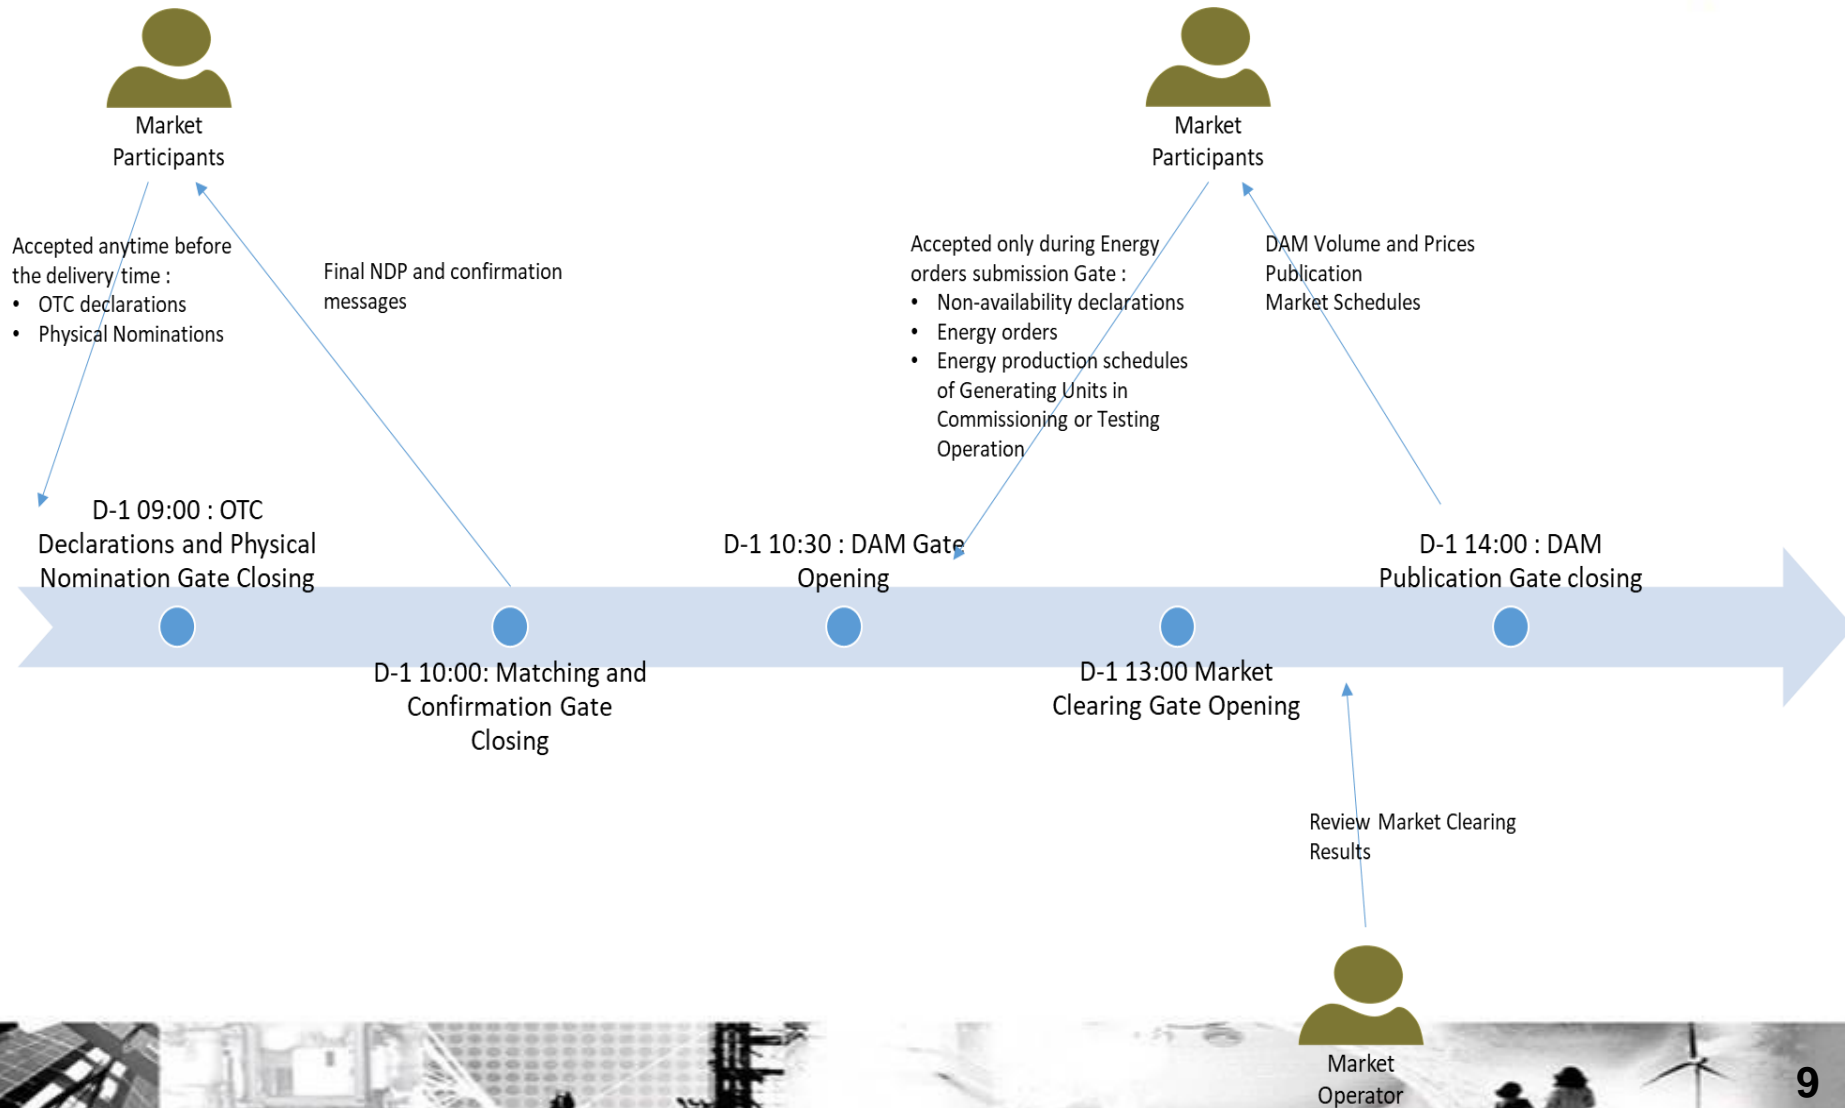 Market
Participants
Market
Participants
Accepted anytime before
the delivery time :
• OTC declarations
• Physical Nominations
Final NDP and confirmation
messages
Accepted only during Energy
orders submission Gate :
• Non-availability declarations
• Energy orders
• Energy production schedules
of Generating Units in
Commissioning or Testing
Operation
DAM Volume and Prices
Publication
Market Schedules
D-1 09:00 : OTC
Declarations and Physical
Nomination Gate Closing
D-1 10:00: Matching and
Confirmation Gate
Closing
D-1 10:30 : DAM Gate
Opening
D-1 13:00 Market
Clearing Gate Opening
D-1 14:00 : DAM
Publication Gate closing
Review Market Clearing
Results
Market
Operator
9